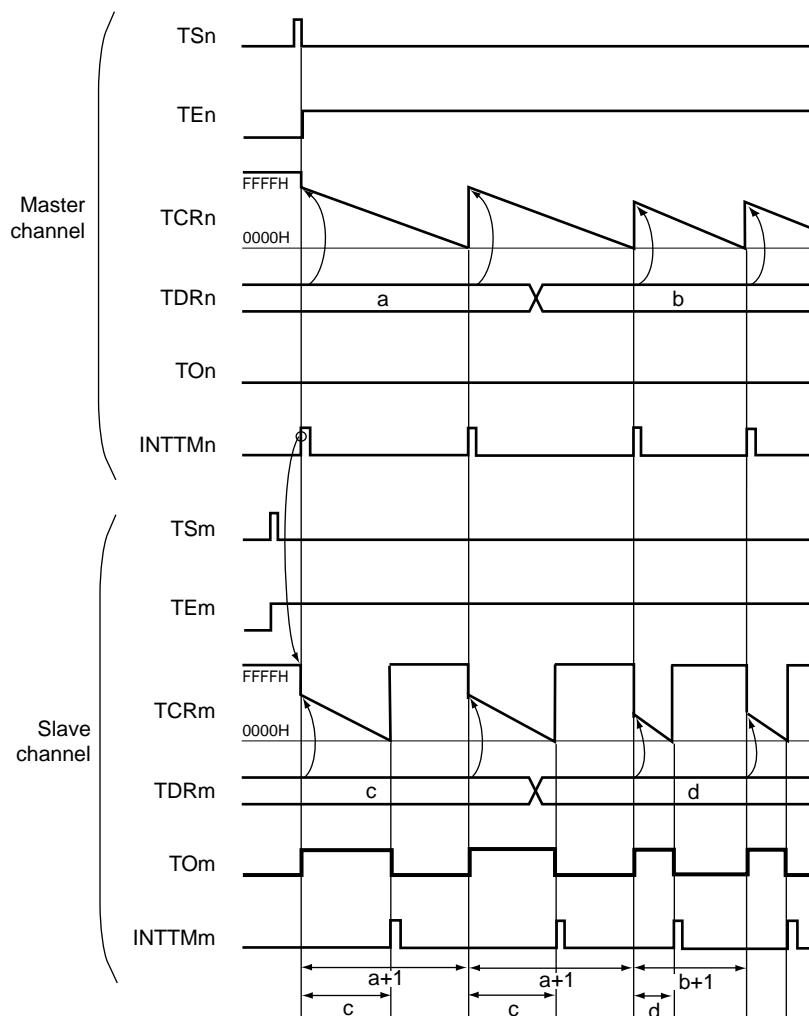 TSn
TEn
FFFFH
TCRn
0000H
TDRn
a
b
TOn
INTTMn
Master
channel
TSm
TEm
FFFFH
TCRm
0000H
TDRm
c
d
TOm
INTTMm
Slave
channel
a+1
a+1
b+1
c
c
d